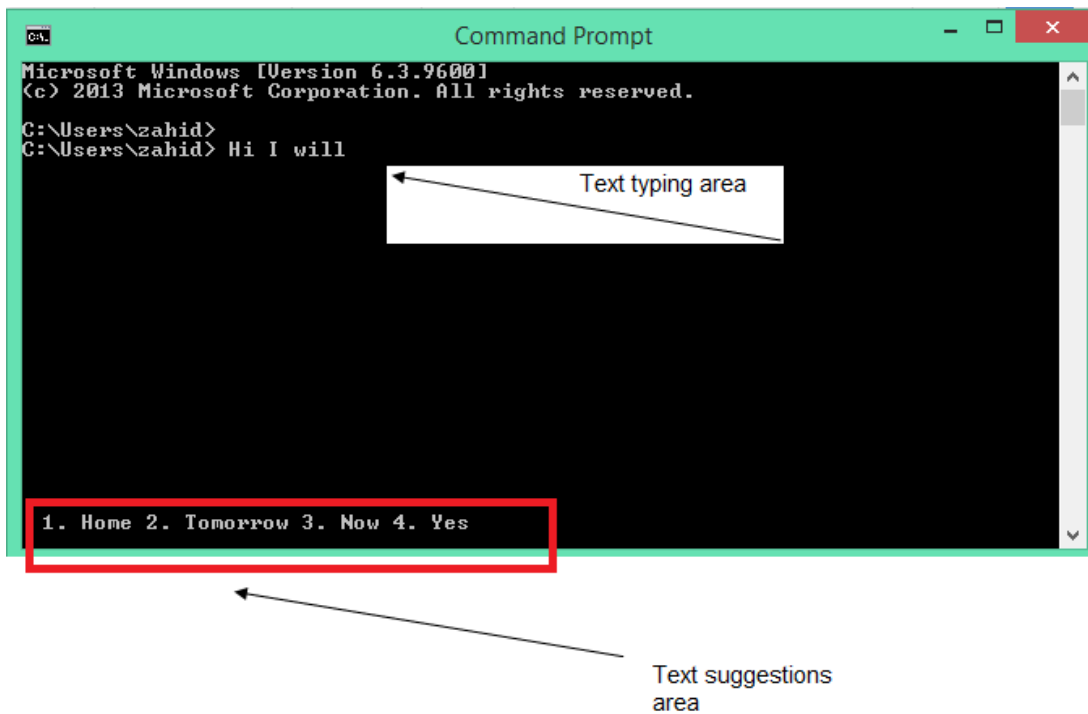 C:\.
Command Prompt
Microsoft Windows [Version 6.3.9600]
(c) 2013 Microsoft Corporation. All rights reserved.
C:\Users\zahid>
C:\Users\zahid> Hi I will
Text typing area
1. Home 2. Tomorrow 3. Now 4. Yes
Text suggestions
area